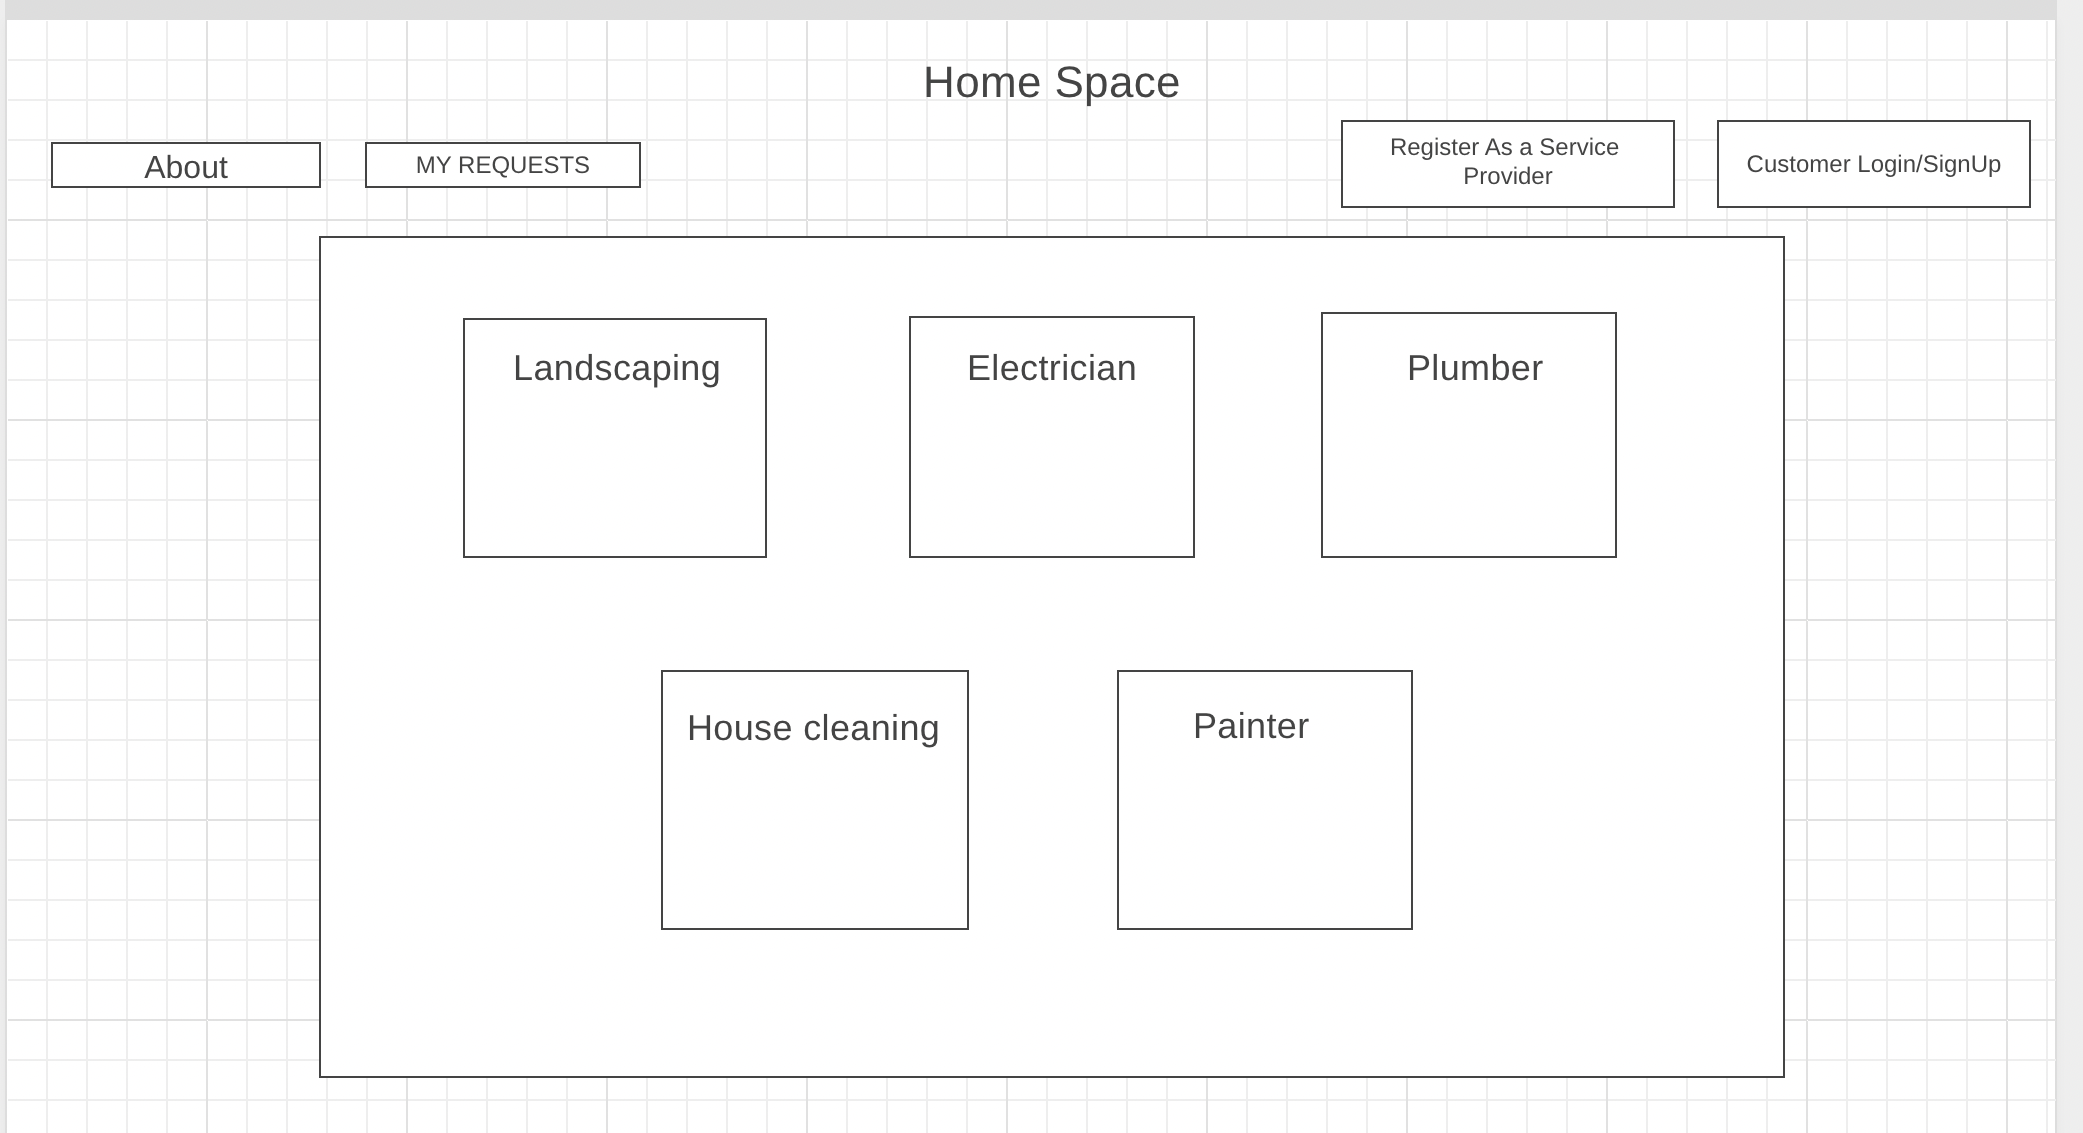 Home Space
About
MY REQUESTS
Register As a Service
Provider
Customer Login/SignUp
Landscaping
Electrician
Plumber
House cleaning
Painter